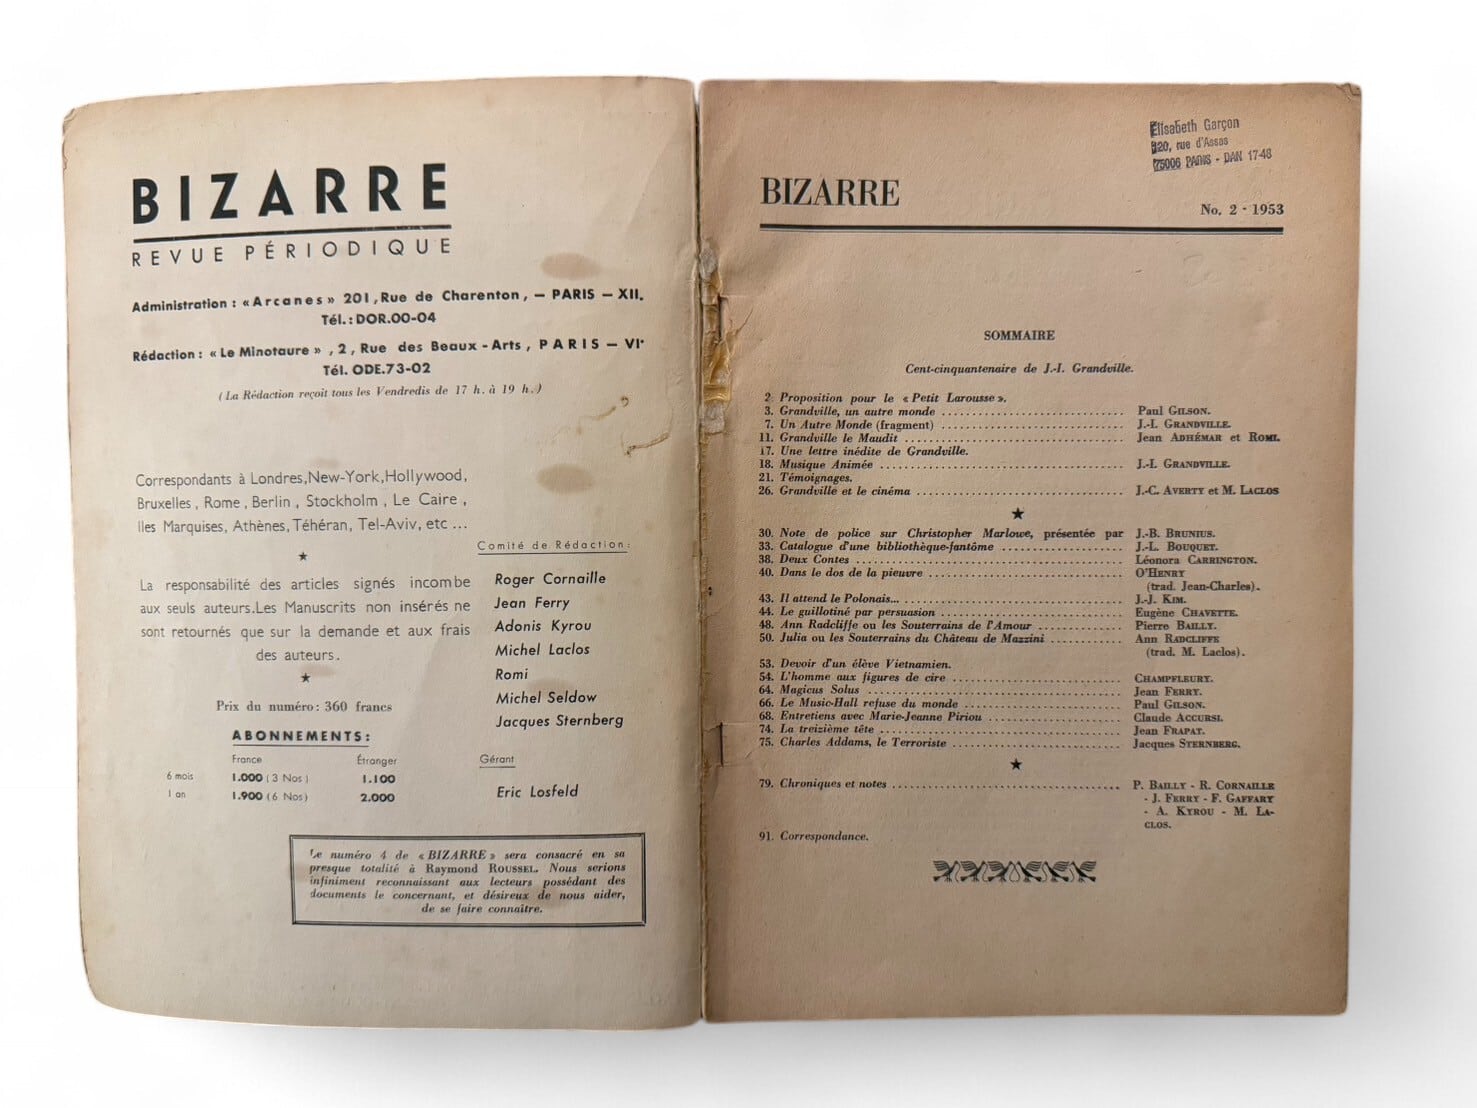 BIZARRE
REVUE PÉRIODIQUE
Administration : « Arcanes » 201, Rue de Charenton, — PARIS — XII.
Tél. : DOR.00-04
Rédaction : « Le Minotaure » , 2 , Rue des Beaux - Arts , PARIS — VIᵉ
Tél. ODE.73-02
(La Rédaction reçoit tous les Vendredis de 17 h. à 19 h.)
Correspondants à Londres, New-York, Hollywood,
Bruxelles , Rome , Berlin , Stockholm , Le Caire ,
Iles Marquises, Athènes, Téhéran, Tel-Aviv, etc ...
★
La responsabilité des articles signés incombe
aux seuls auteurs. Les Manuscrits non insérés ne
sont retournés que sur la demande et aux frais
des auteurs.
★
Comité de Rédaction :
Roger Cornaille
Jean Ferry
Adonis Kyrou
Michel Laclos
Romi
Michel Seldow
Jacques Sternberg
Gérant
Eric Losfeld
Prix du numéro : 360 francs
ABONNEMENTS :
France Étranger
6 mois 1.000 (3 Nos) 1.100
1 an 1.900 (6 Nos) 2.000
Le numéro 4 de « BIZARRE » sera consacré en sa
presque totalité à Raymond ROUSSEL. Nous serions
infiniment reconnaissant aux lecteurs possédant des
documents le concernant, et désireux de nous aider,
de se faire connaître.
Elisabeth Garçon
120, rue d'Assas
75006 PARIS - DAN 17-48
BIZARRE
No. 2 - 1953
SOMMAIRE
Cent-cinquantenaire de J.-I. Grandville.
2 Proposition pour le « Petit Larousse ».
3. Grandville, un autre monde ........ Paul GILSON.
7. Un Autre Monde (fragment) ........ J.-I. GRANDVILLE.
11. Grandville le Maudit ........ Jean ADHÉMAR et ROMI.
17. Une lettre inédite de Grandville.
18. Musique Animée ........ J.-I. GRANDVILLE.
21. Témoignages.
26. Grandville et le cinéma ........ J.-C. AVERTY et M. LACLOS
★
30. Note de police sur Christopher Marlowe, présentée par J.-B. BRUNIUS.
33. Catalogue d'une bibliothèque-fantôme ........ J.-L. BOUQUET.
38. Deux Contes ........ Léonora CARRINGTON.
40. Dans le dos de la pieuvre ........ O'HENRY
(trad. Jean-Charles).
43. Il attend le Polonais... ........ J.-J. KIM.
44. Le guillotiné par persuasion ........ Eugène CHAVETTE.
48. Ann Radcliffe ou les Souterrains de l'Amour ........ Pierre BAILLY.
50. Julia ou les Souterrains du Château de Mazzini ........ Ann RADCLIFFE
(trad. M. Laclos).
53. Devoir d'un élève Vietnamien.
54. L'homme aux figures de cire ........ CHAMPFLEURY.
64. Magicus Solus ........ Jean FERRY.
66. Le Music-Hall refuse du monde ........ Paul GILSON.
68. Entretiens avec Marie-Jeanne Piriou ........ Claude ACCURSI.
74. La treizième tête ........ Jean FRAPAT.
75. Charles Addams, le Terroriste ........ Jacques STERNBERG.
★
79. Chroniques et notes ........ P. BAILLY - R. CORNAILLE
- J. FERRY - F. GAFFARY
- A. KYROU - M. LA-
CLOS.
91. Correspondance.